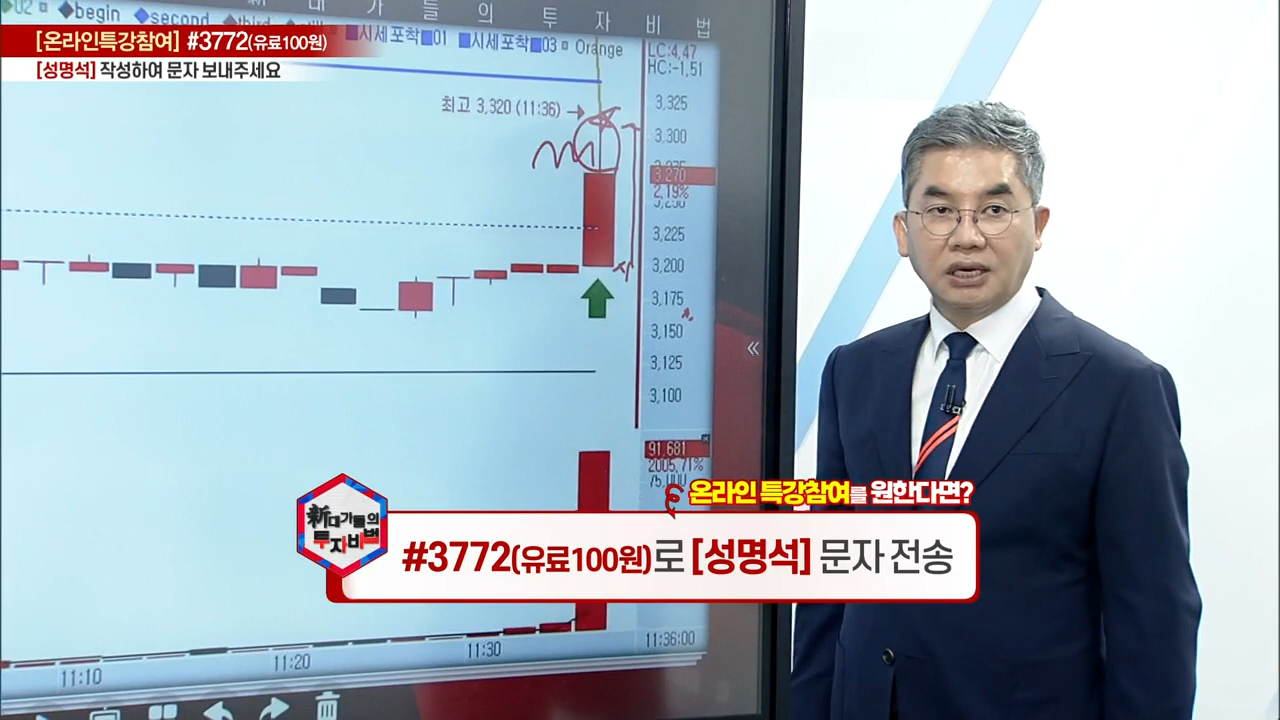 新 대 가 들 의 투 자 비 법
begin ◆second ◆third
[온라인특강참여] #3772(유료100원)
[성명석] 작성하여 문자 보내주세요
시세포착 01 시세포착 03 Orange
LC:4,47
HC:-1,51
최고 3,320 (11:36) →
3,325
3,300
3,270
2,19%
3,225
3,200
3,175
3,150
3,125
3,100
91,681
2005,71%
온라인 특강참여를 원한다면?
新대가들의
투자비법
#3772(유료100원)로 [성명석] 문자 전송
11:10
11:20
11:30
11:36:00